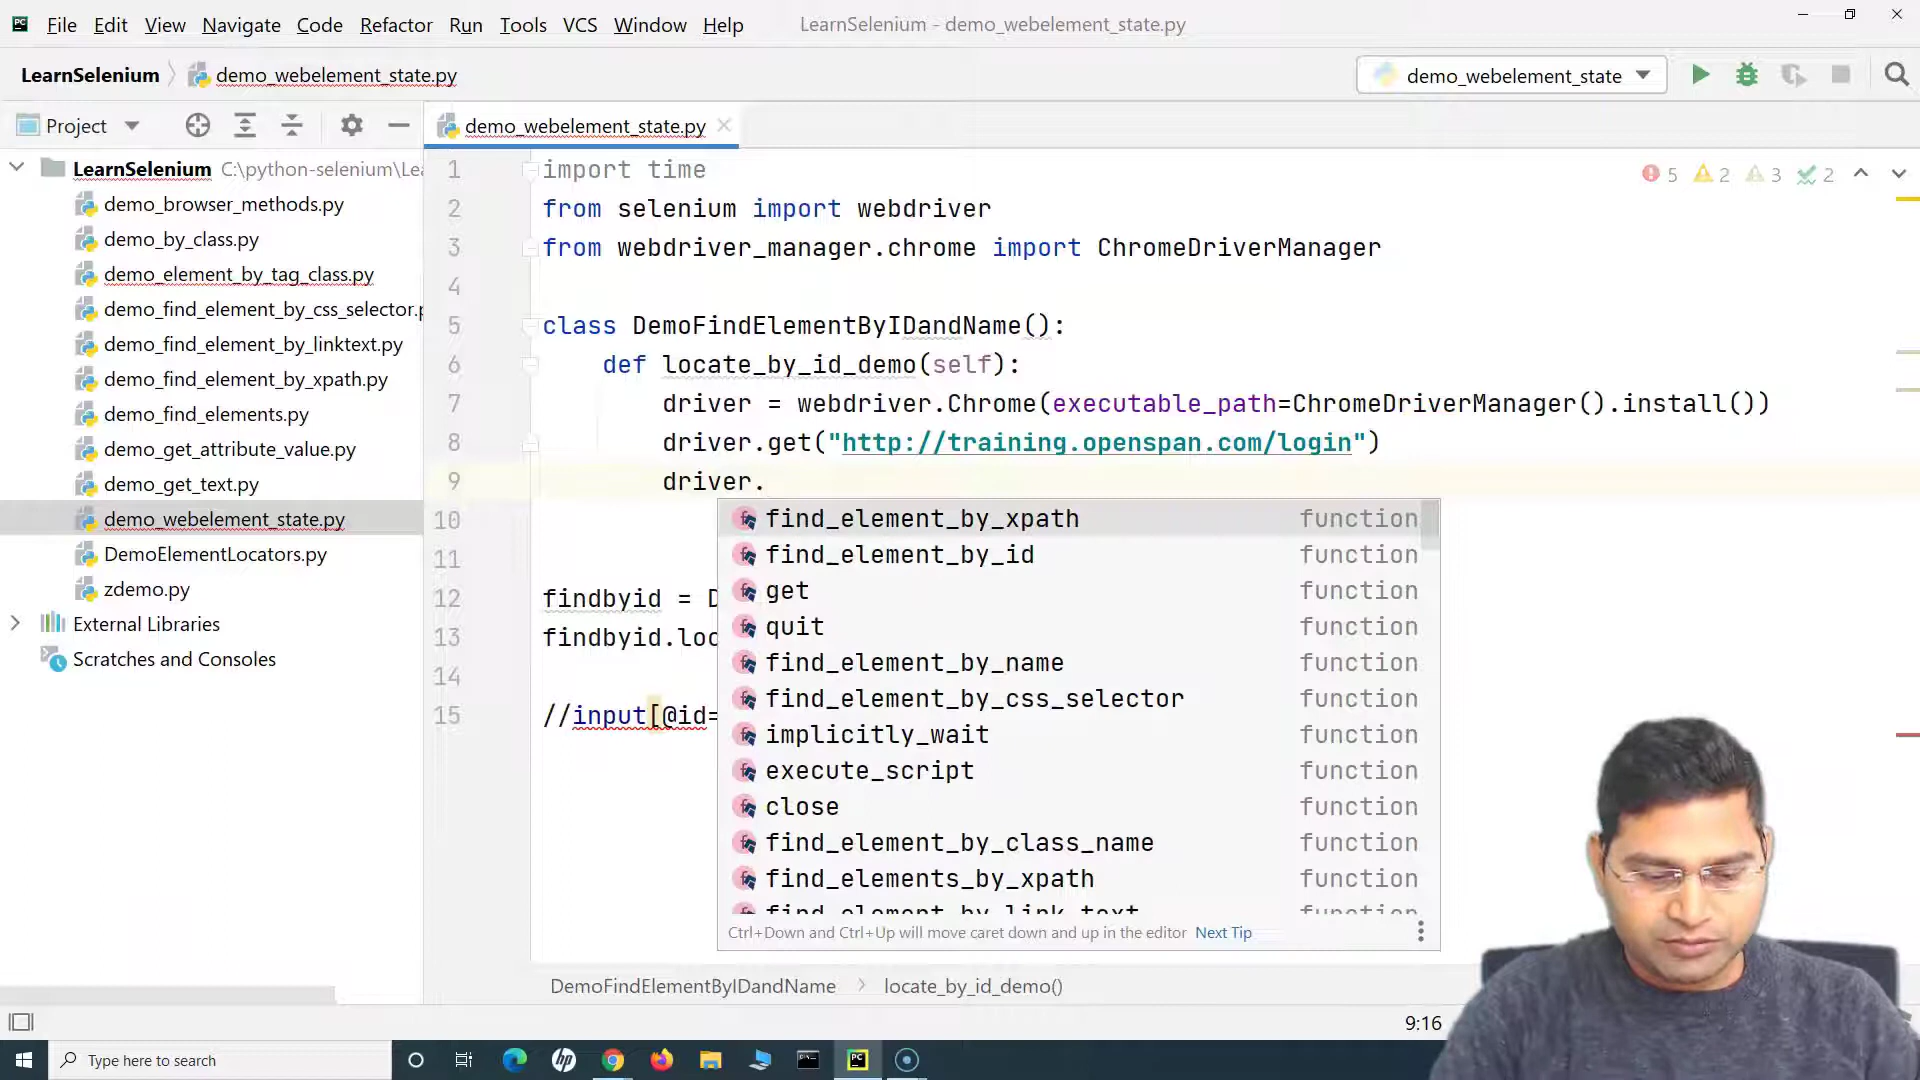 File Edit View Navigate Code Refactor Run Tools VCS Window Help LearnSelenium - demo_webelement_state.py
LearnSelenium demo_webelement_state.py demo_webelement_state
Project demo_webelement_state.py
LearnSelenium C:\python-selenium\Lea
demo_browser_methods.py
demo_by_class.py
demo_element_by_tag_class.py
demo_find_element_by_css_selector.p
demo_find_element_by_linktext.py
demo_find_element_by_xpath.py
demo_find_elements.py
demo_get_attribute_value.py
demo_get_text.py
demo_webelement_state.py
DemoElementLocators.py
zdemo.py
External Libraries
Scratches and Consoles
5 2 3 2
1 import time
2 from selenium import webdriver
3 from webdriver_manager.chrome import ChromeDriverManager
4
5 class DemoFindElementByIDandName():
6 def locate_by_id_demo(self):
7 driver = webdriver.Chrome(executable_path=ChromeDriverManager().install())
8 driver.get("http://training.openspan.com/login")
9 driver.
10
11
12 findbyid = D
13 findbyid.loc
14
15 //input[@id=
find_element_by_xpath function
find_element_by_id function
get function
quit function
find_element_by_name function
find_element_by_css_selector function
implicitly_wait function
execute_script function
close function
find_element_by_class_name function
find_elements_by_xpath function
find_element_by_link_text function
Ctrl+Down and Ctrl+Up will move caret down and up in the editor Next Tip
DemoFindElementByIDandName locate_by_id_demo()
9:16
Type here to search